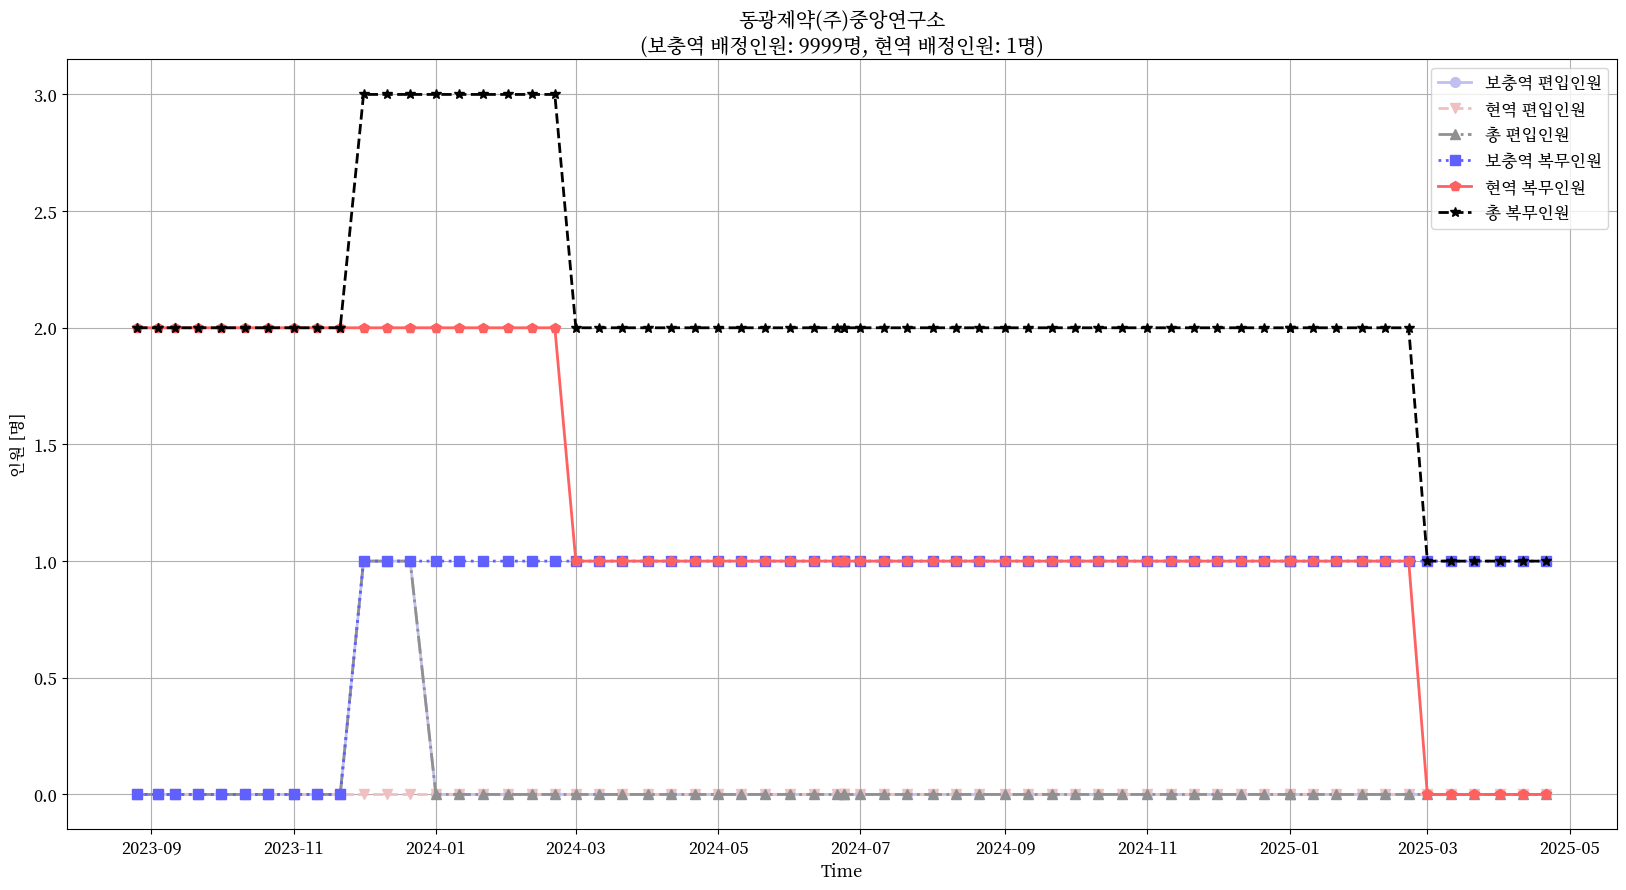 동광제약(주)중앙연구소
(보충역 배정인원: 9999명, 현역 배정인원: 1명)
보충역 편입인원
현역 편입인원
총 편입인원
보충역 복무인원
현역 복무인원
총 복무인원
인원 [명]
3.0
2.5
2.0
1.5
1.0
0.5
0.0
2023-09
2023-11
2024-01
2024-03
2024-05
2024-07
2024-09
2024-11
2025-01
2025-03
2025-05
Time